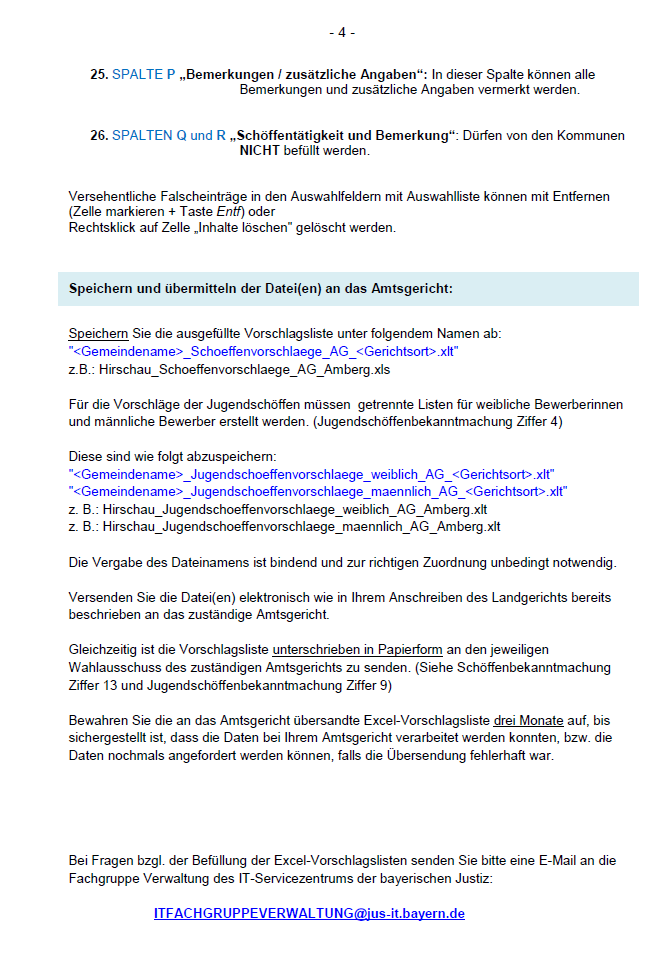 - 4 -
25. SPALTE P „Bemerkungen / zusätzliche Angaben“: In dieser Spalte können alle
Bemerkungen und zusätzliche Angaben vermerkt werden.
26. SPALTEN Q und R „Schöffentätigkeit und Bemerkung“: Dürfen von den Kommunen
NICHT befüllt werden.
Versehentliche Falscheinträge in den Auswahlfeldern mit Auswahlliste können mit Entfernen
(Zelle markieren + Taste Entf) oder
Rechtsklick auf Zelle „Inhalte löschen" gelöscht werden.
Speichern und übermitteln der Datei(en) an das Amtsgericht:
Speichern Sie die ausgefüllte Vorschlagsliste unter folgendem Namen ab:
"<Gemeindename>_Schoeffenvorschlaege_AG_<Gerichtsort>.xlt"
z.B.: Hirschau_Schoeffenvorschlaege_AG_Amberg.xls
Für die Vorschläge der Jugendschöffen müssen getrennte Listen für weibliche Bewerberinnen
und männliche Bewerber erstellt werden. (Jugendschöffenbekanntmachung Ziffer 4)
Diese sind wie folgt abzuspeichern:
"<Gemeindename>_Jugendschoeffenvorschlaege_weiblich_AG_<Gerichtsort>.xlt"
"<Gemeindename>_Jugendschoeffenvorschlaege_maennlich_AG_<Gerichtsort>.xlt"
z. B.: Hirschau_Jugendschoeffenvorschlaege_weiblich_AG_Amberg.xlt
z. B.: Hirschau_Jugendschoeffenvorschlaege_maennlich_AG_Amberg.xlt
Die Vergabe des Dateinamens ist bindend und zur richtigen Zuordnung unbedingt notwendig.
Versenden Sie die Datei(en) elektronisch wie in Ihrem Anschreiben des Landgerichts bereits
beschrieben an das zuständige Amtsgericht.
Gleichzeitig ist die Vorschlagsliste unterschrieben in Papierform an den jeweiligen
Wahlausschuss des zuständigen Amtsgerichts zu senden. (Siehe Schöffenbekanntmachung
Ziffer 13 und Jugendschöffenbekanntmachung Ziffer 9)
Bewahren Sie die an das Amtsgericht übersandte Excel-Vorschlagsliste drei Monate auf, bis
sichergestellt ist, dass die Daten bei Ihrem Amtsgericht verarbeitet werden konnten, bzw. die
Daten nochmals angefordert werden können, falls die Übersendung fehlerhaft war.
Bei Fragen bzgl. der Befüllung der Excel-Vorschlagslisten senden Sie bitte eine E-Mail an die
Fachgruppe Verwaltung des IT-Servicezentrums der bayerischen Justiz:
ITFACHGRUPPEVERWALTUNG@jus-it.bayern.de